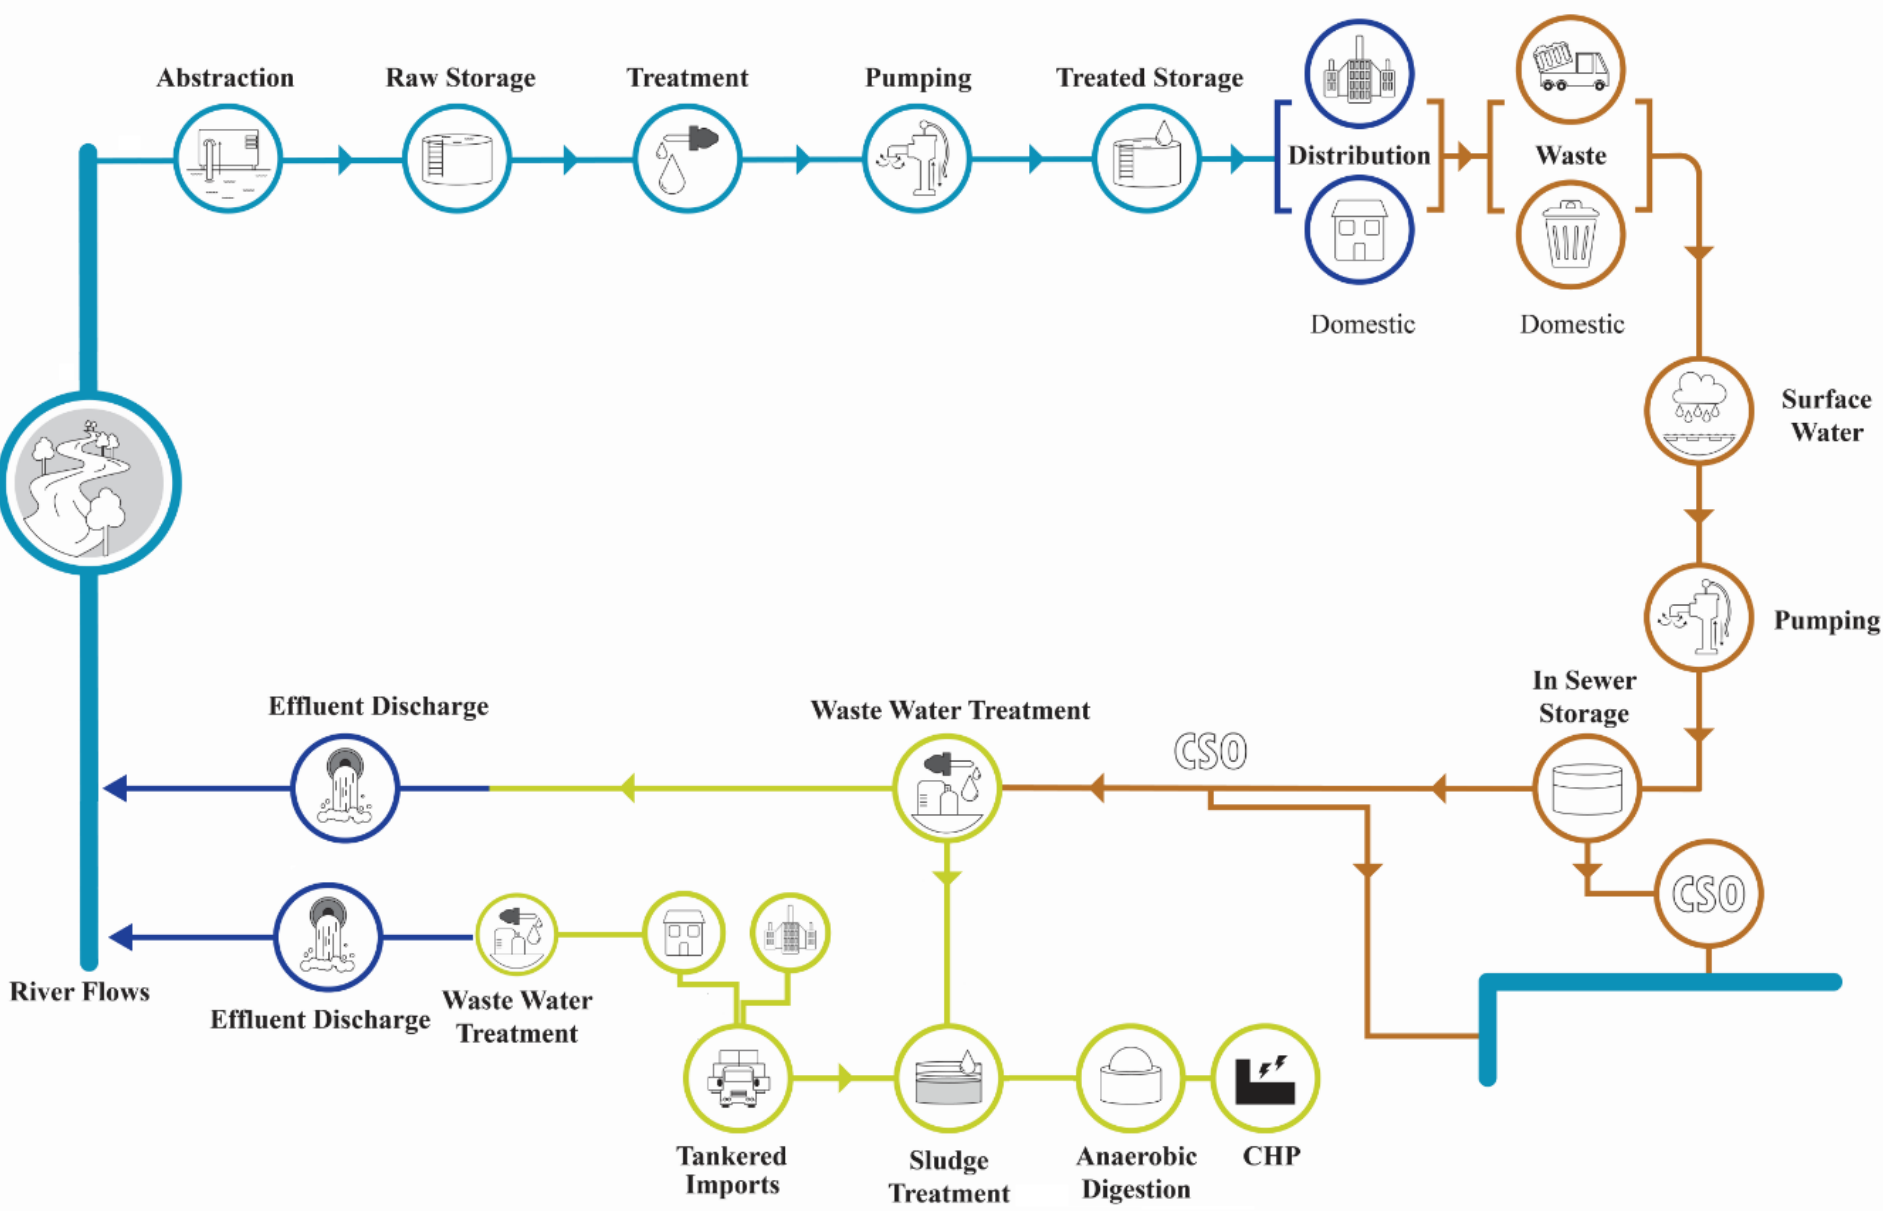 Abstraction
Raw Storage
Treatment
Pumping
Treated Storage
Distribution
Waste
Domestic
Domestic
Surface
Water
Pumping
In Sewer
Storage
CSO
CSO
Waste Water Treatment
Effluent Discharge
River Flows
Effluent Discharge
Waste Water
Treatment
Tankered
Imports
Sludge
Treatment
Anaerobic
Digestion
CHP